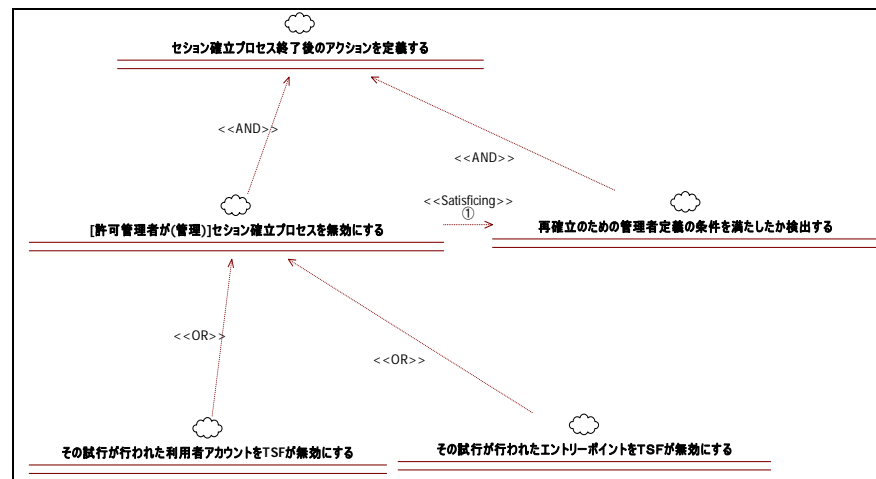 セション確立プロセス終了後のアクションを定義する
<<AND>>
<<AND>>
<<Satisficing>>
①
[許可管理者が(管理)]セション確立プロセスを無効にする
再確立のための管理者定義の条件を満たしたか検出する
<<OR>>
<<OR>>
その試行が行われた利用者アカウントをTSFが無効にする
その試行が行われたエントリーポイントをTSFが無効にする